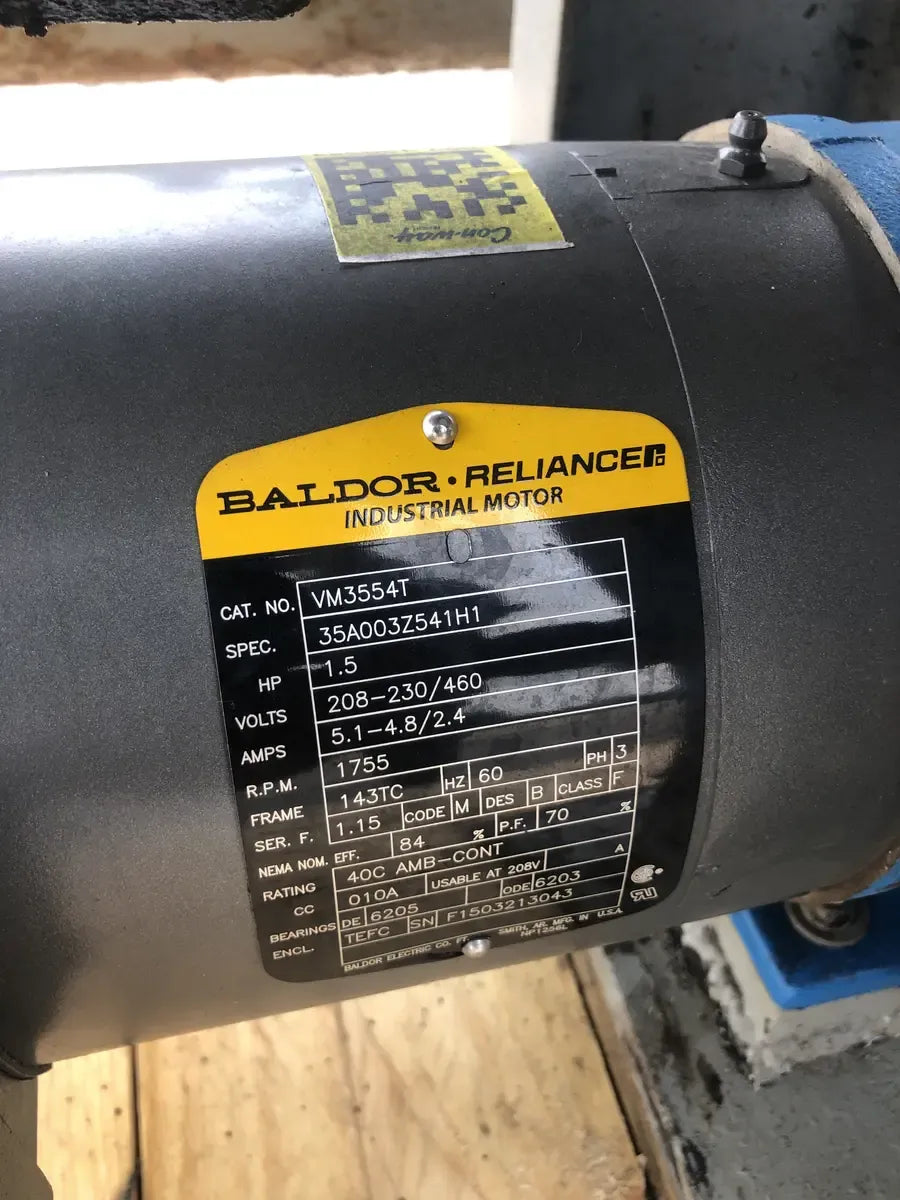 Con-way
BALDOR · RELIANCE
INDUSTRIAL MOTOR
CAT. NO. VM3554T
SPEC. 35A003Z541H1
HP 1.5
VOLTS 208-230/460
AMPS 5.1-4.8/2.4
R.P.M. 1755
FRAME 143TC HZ 60 PH 3
SER. F. 1.15 CODE M DES B CLASS F
NEMA NOM. EFF. 84 % P.F. 70 %
RATING 40C AMB-CONT
CC 010A USABLE AT 208V A
BEARINGS DE 6205 ODE 6203
ENCL. TEFC SN F1503213043
BALDOR ELECTRIC CO. FT. SMITH, AR. MFG. IN U.S.A.
NP1256L